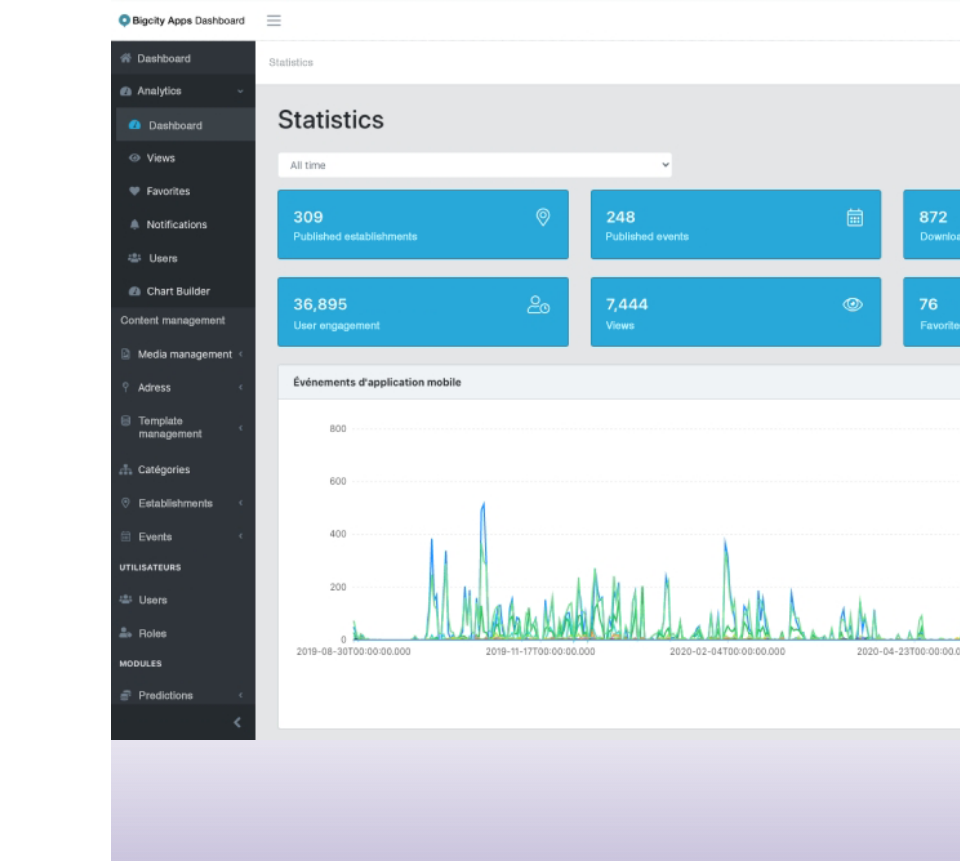 Bigcity Apps Dashboard
Statistics
Dashboard
Analytics
Dashboard
Views
Favorites
Notifications
Users
Chart Builder
Content management
Media management
Adress
Template
management
Catégories
Establishments
Events
UTILISATEURS
Users
Roles
MODULES
Predictions
Statistics
All time
309
Published establishments
248
Published events
872
Downloa
36,895
User engagement
7,444
Views
76
Favorite
Événements d'application mobile
800
600
400
200
0
2019-08-30T00:00:00.000
2019-11-17T00:00:00.000
2020-02-04T00:00:00.000
2020-04-23T00:00:00.0